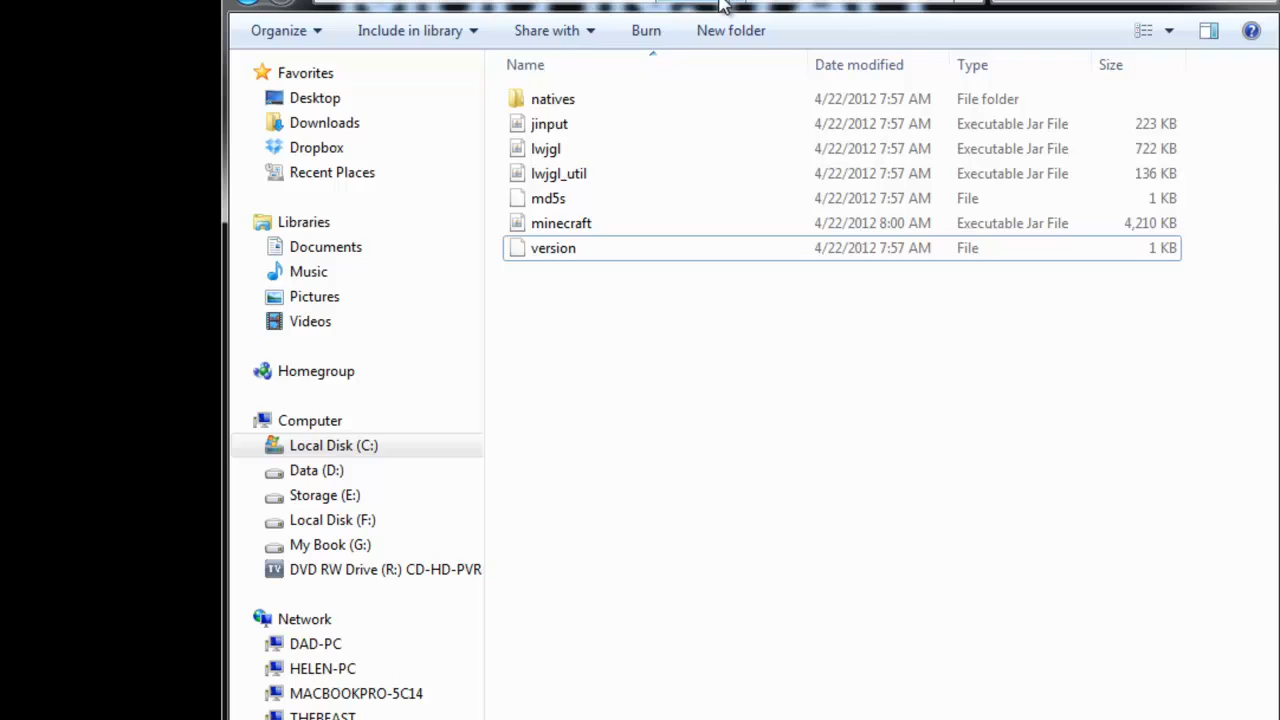 Organize Include in library Share with Burn New folder
Name Date modified Type Size
Favorites
Desktop
Downloads
Dropbox
Recent Places
Libraries
Documents
Music
Pictures
Videos
Homegroup
Computer
Local Disk (C:)
Data (D:)
Storage (E:)
Local Disk (F:)
My Book (G:)
DVD RW Drive (R:) CD-HD-PVR
Network
DAD-PC
HELEN-PC
MACBOOKPRO-5C14
THEBEAST
natives 4/22/2012 7:57 AM File folder
jinput 4/22/2012 7:57 AM Executable Jar File 223 KB
lwjgl 4/22/2012 7:57 AM Executable Jar File 722 KB
lwjgl_util 4/22/2012 7:57 AM Executable Jar File 136 KB
md5s 4/22/2012 7:57 AM File 1 KB
minecraft 4/22/2012 8:00 AM Executable Jar File 4,210 KB
version 4/22/2012 7:57 AM File 1 KB